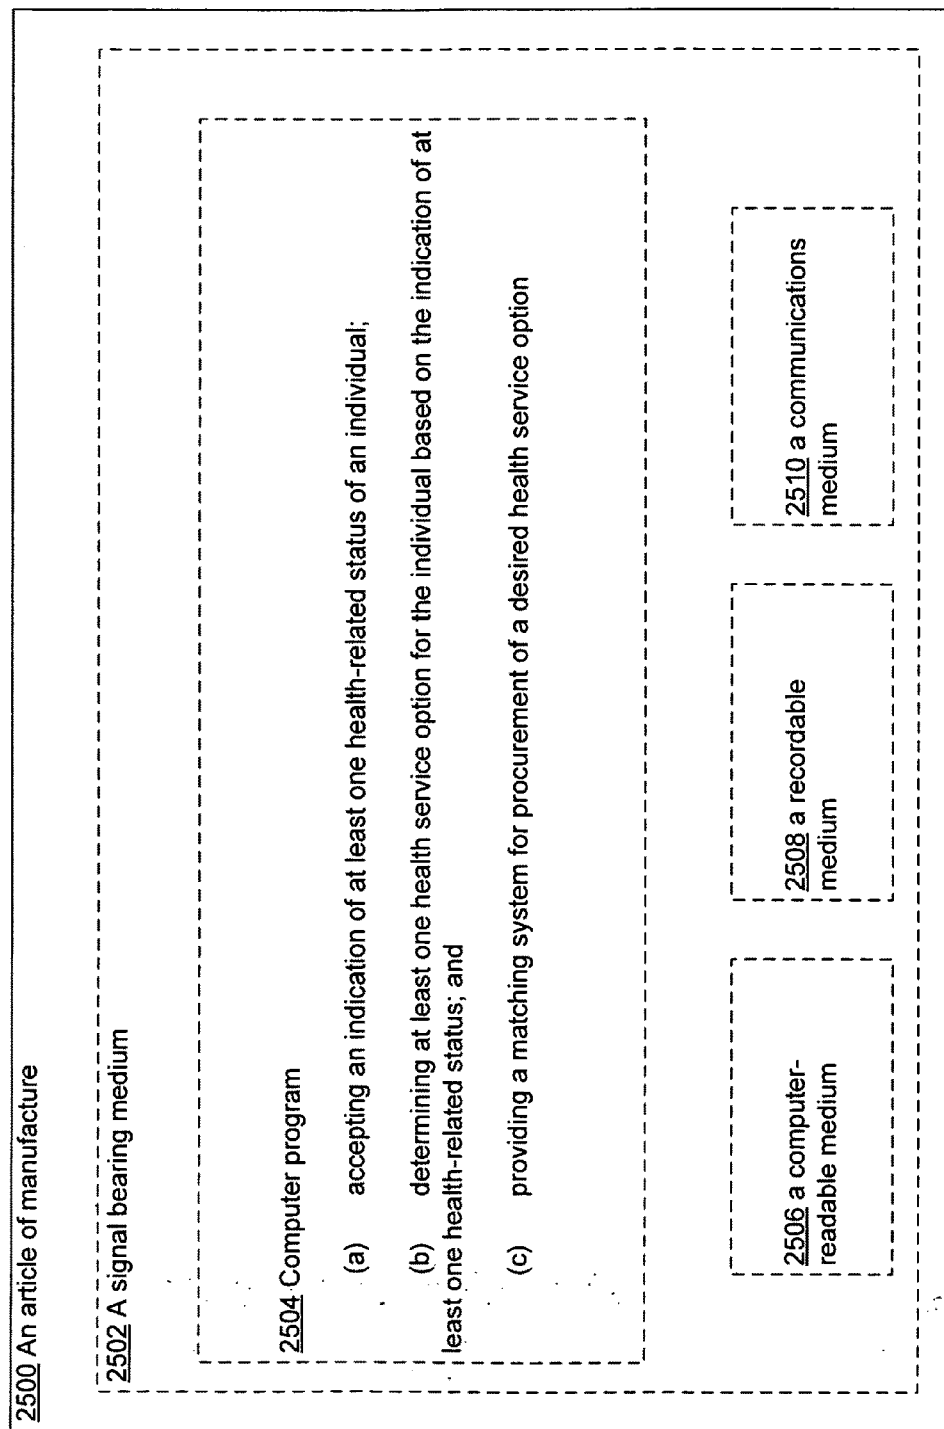 2500 An article of manufacture
2502 A signal bearing medium
2504 Computer program
(a) accepting an indication of at least one health-related status of an individual;
(b) determining at least one health service option for the individual based on the indication of at
least one health-related status; and
(c) providing a matching system for procurement of a desired health service option
2506 a computer-
readable medium
2508 a recordable
medium
2510 a communications
medium